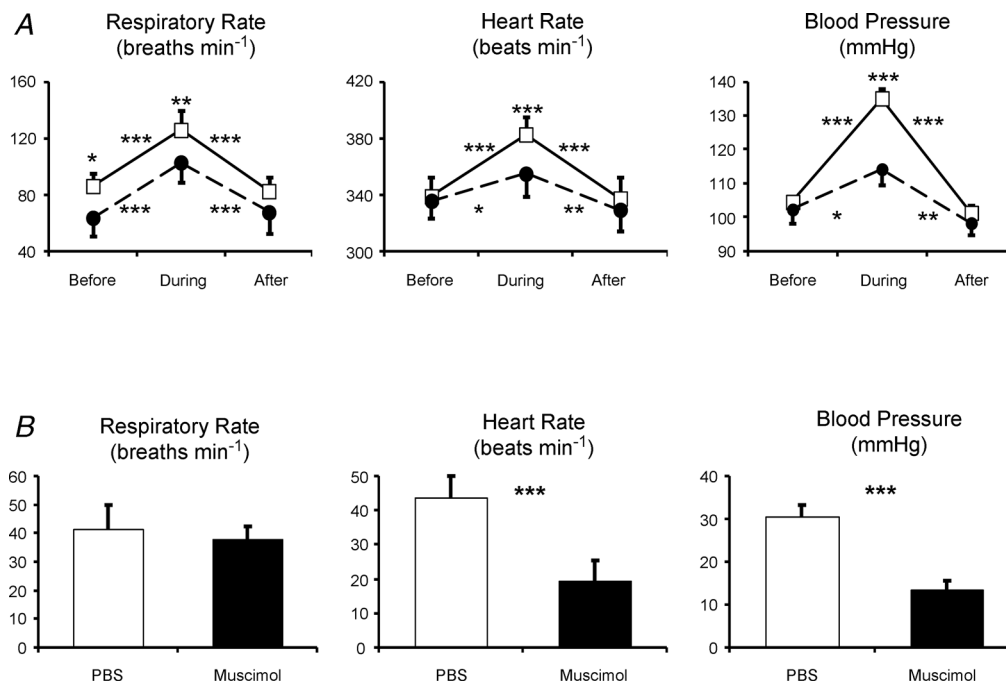 A
Respiratory Rate
(breaths min-1)
Heart Rate
(beats min-1)
Blood Pressure
(mmHg)
160
120
80
40
*
***
**
***
***
***
Before
During
After
420
380
340
300
***
***
***
*
**
Before
During
After
140
130
120
110
100
90
***
***
***
*
**
Before
During
After
B
Respiratory Rate
(breaths min-1)
Heart Rate
(beats min-1)
Blood Pressure
(mmHg)
60
50
40
30
20
10
0
PBS
Muscimol
50
40
30
20
10
0
***
PBS
Muscimol
40
30
20
10
0
***
PBS
Muscimol